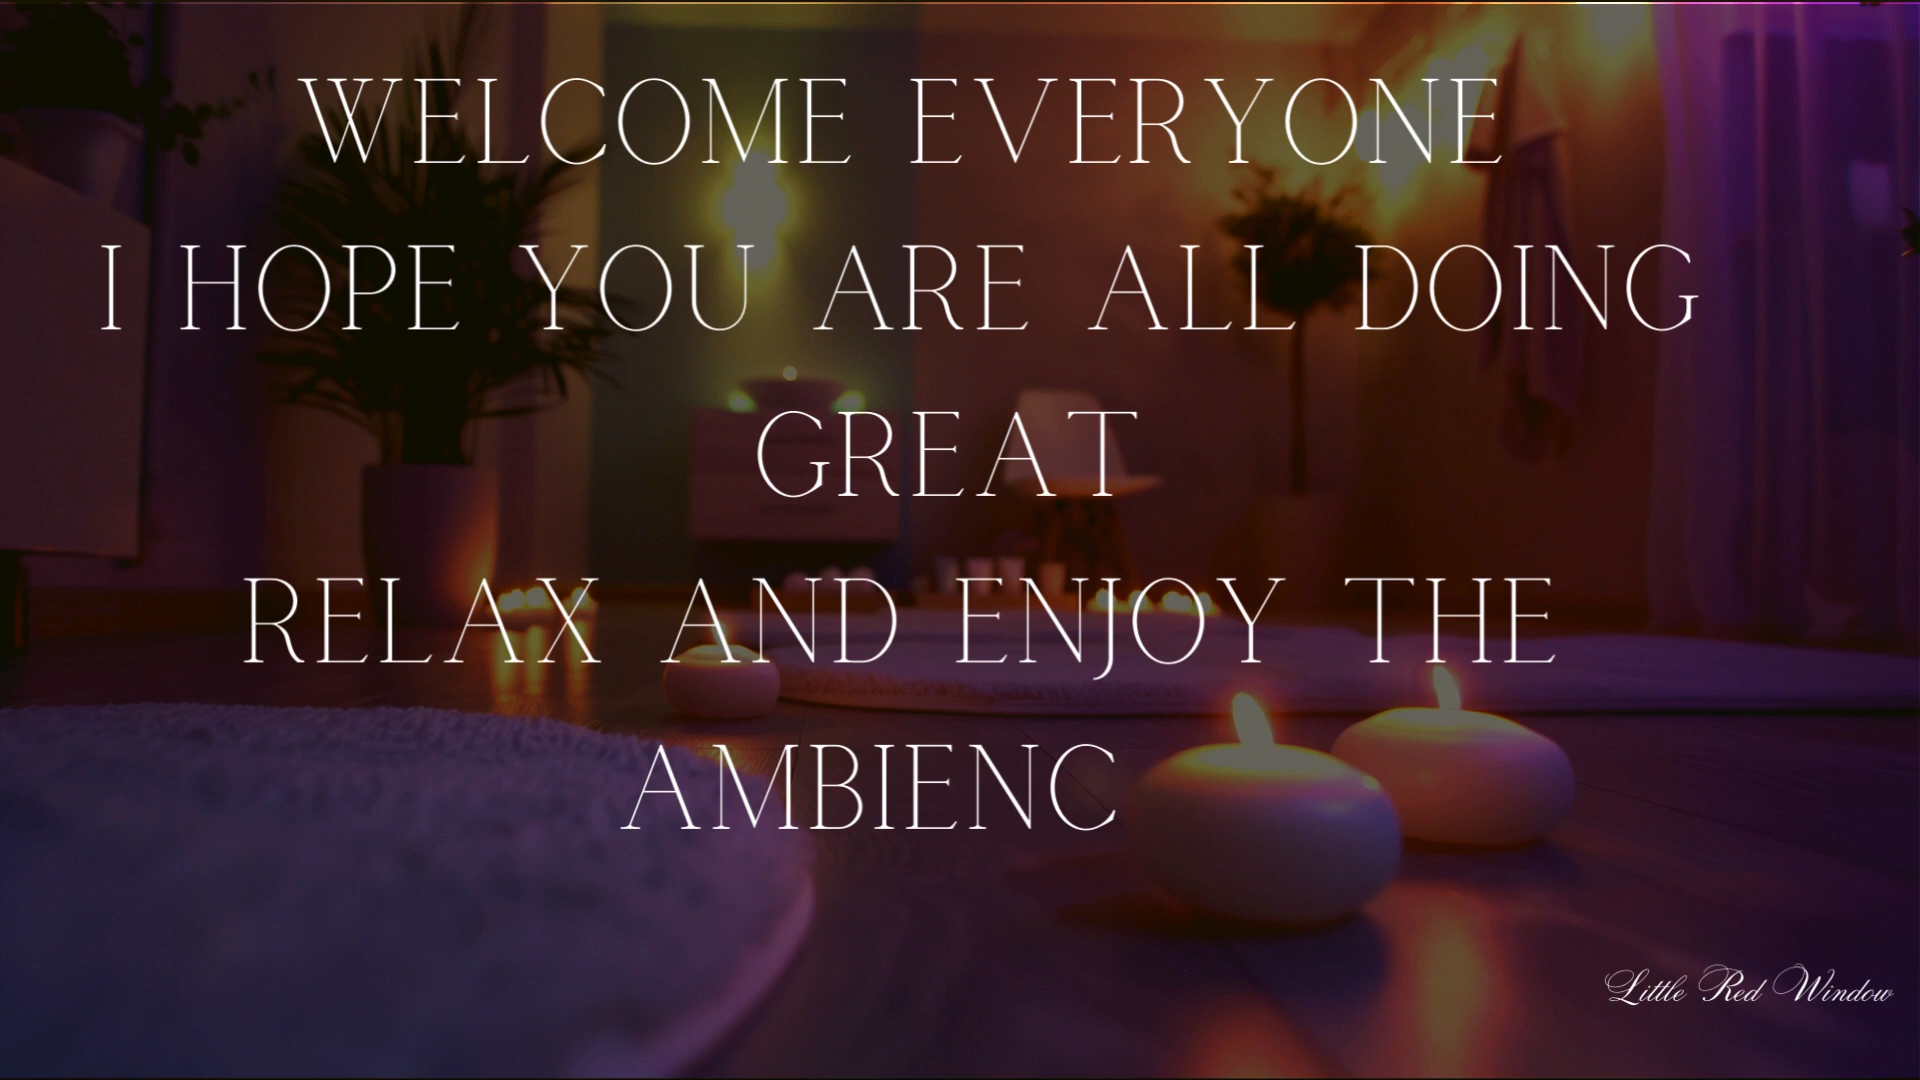 WELCOME EVERYONE
I HOPE YOU ARE ALL DOING
GREAT
RELAX AND ENJOY THE
AMBIENC
Little Red Window